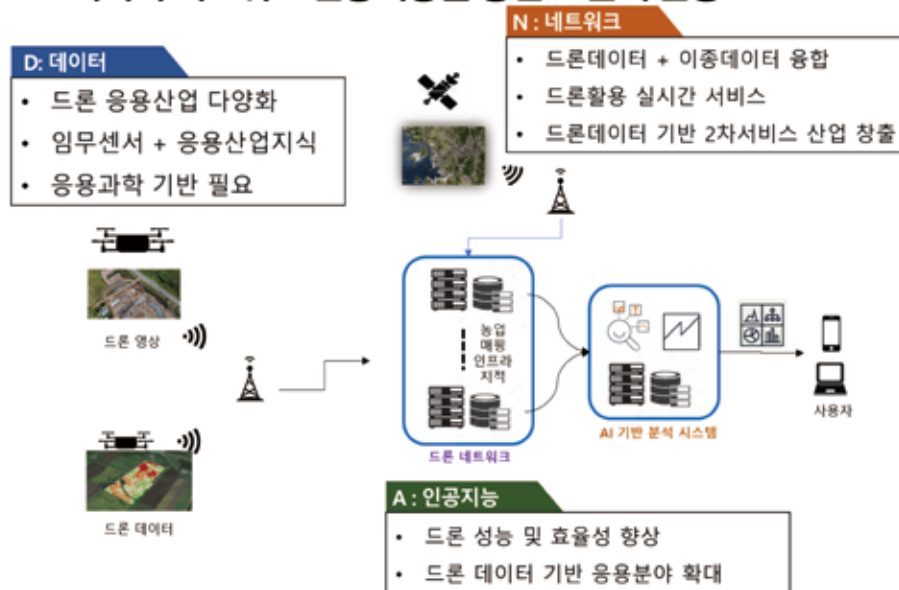 N : 네트워크
D: 데이터
• 드론 응용산업 다양화
• 임무센서 + 응용산업지식
• 응용과학 기반 필요
• 드론데이터 + 이종데이터 융합
• 드론활용 실시간 서비스
• 드론데이터 기반 2차서비스 산업 창출
드론 영상
드론 데이터
농업
매핑
인프라
지적
드론 네트워크
AI 기반 분석 시스템
사용자
A : 인공지능
• 드론 성능 및 효율성 향상
• 드론 데이터 기반 응용분야 확대